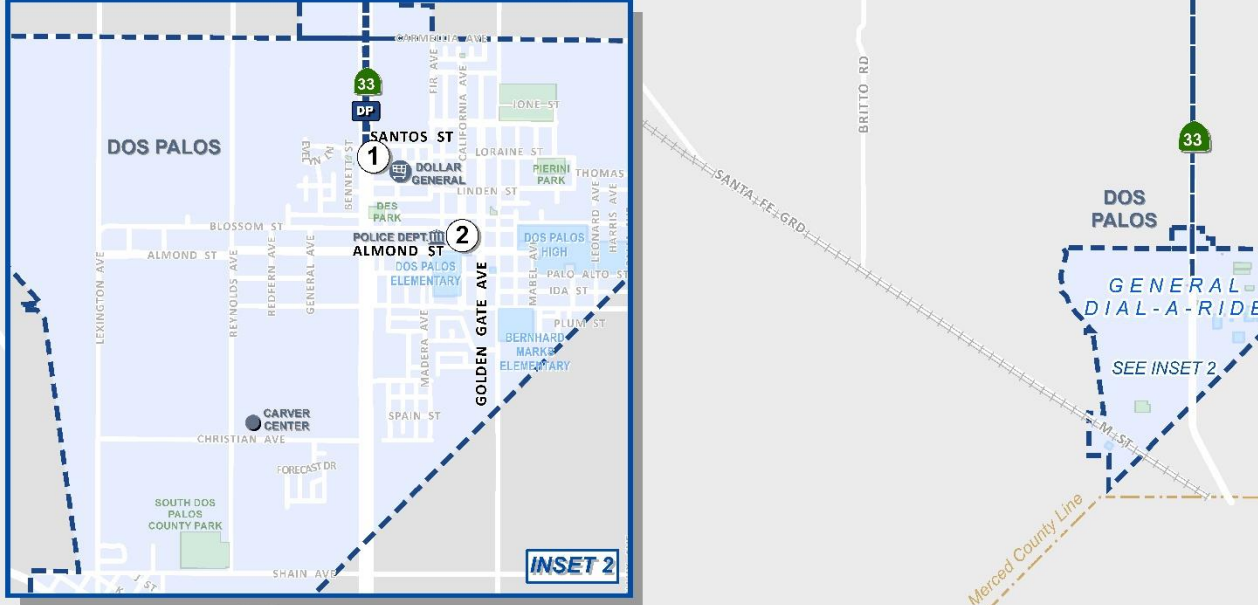 CARMELLIA AVE
33
DP
FIR AVE
CALIFORNIA AVE
IONE ST
DOS PALOS
SANTOS ST
1
BENNETT ST
DOLLAR
GENERAL
LORAINE ST
PIERINI
PARK
THOMAS
LINDEN ST
LEONARD AVE
HARRIS AVE
DES
PARK
BLOSSOM ST
POLICE DEPT.
2
ALMOND ST
ALMOND ST
DOS PALOS
HIGH
DOS PALOS
ELEMENTARY
PALO ALTO ST
IDA ST
MABEL AVE
PLUM ST
LEXINGTON AVE
REYNOLDS AVE
REDFERN AVE
GENERAL AVE
MADERA AVE
GOLDEN GATE AVE
BERNHARD
MARKS
ELEMENTARY
SPAIN ST
CARVER
CENTER
CHRISTIAN AVE
FORECAST DR
SOUTH DOS
PALOS
COUNTY PARK
SHAIN AVE
J ST
K
INSET 2
BRITTO RD
SANTA FE GRD
33
DOS
PALOS
GENERAL
DIAL-A-RIDE
SEE INSET 2
M ST
Merced County Line